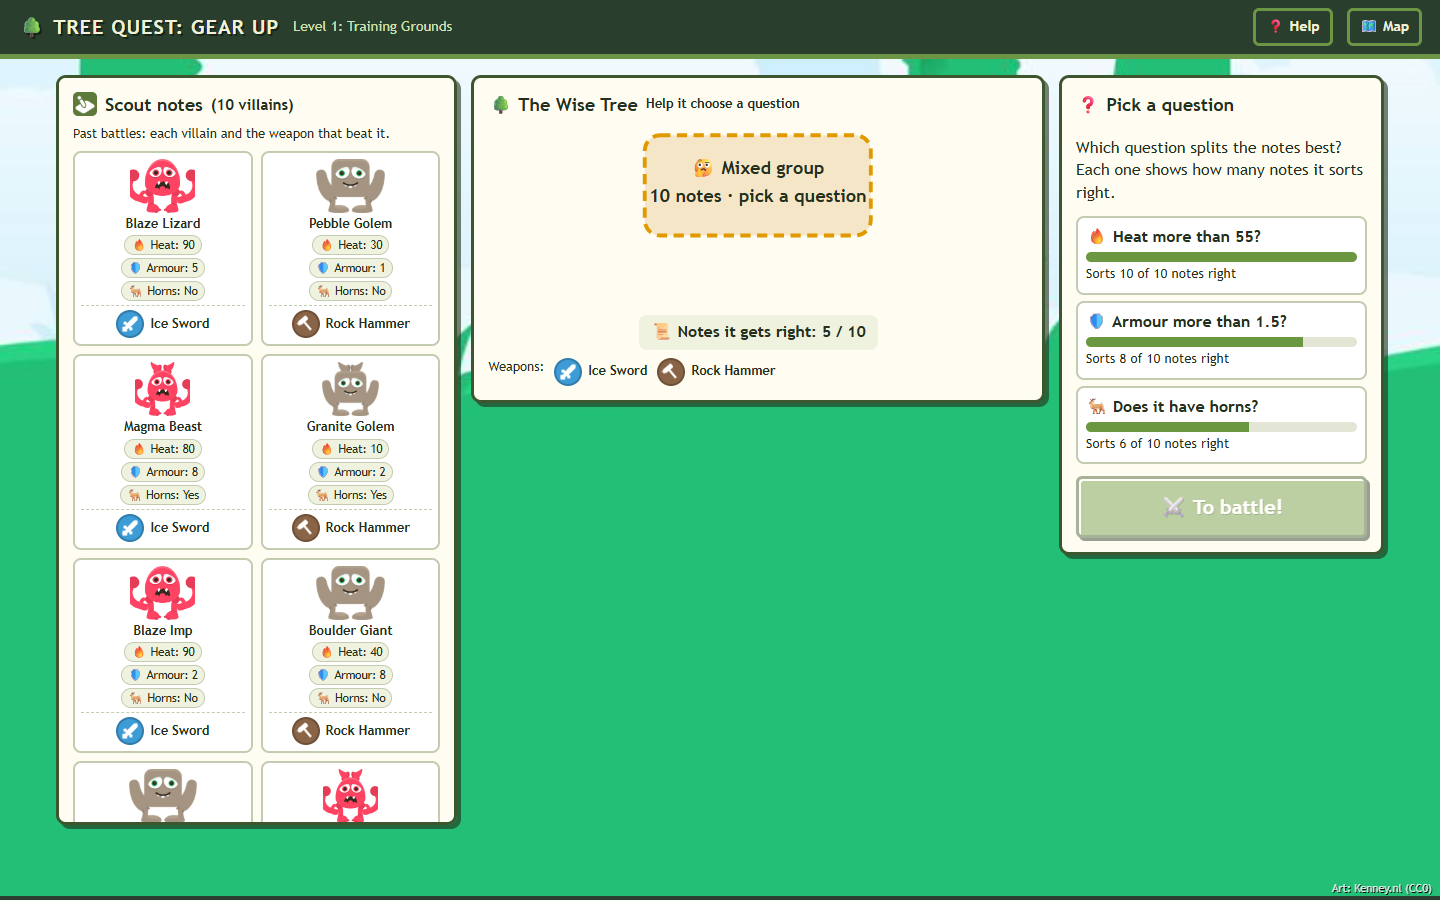 TREE QUEST: GEAR UP
Level 1: Training Grounds
Help
Map
Scout notes (10 villains)
Past battles: each villain and the weapon that beat it.
Blaze Lizard
Heat: 90
Armour: 5
Horns: No
Ice Sword
Pebble Golem
Heat: 30
Armour: 1
Horns: No
Rock Hammer
Magma Beast
Heat: 80
Armour: 8
Horns: Yes
Ice Sword
Granite Golem
Heat: 10
Armour: 2
Horns: Yes
Rock Hammer
Blaze Imp
Heat: 90
Armour: 2
Horns: No
Ice Sword
Boulder Giant
Heat: 40
Armour: 8
Horns: No
Rock Hammer
The Wise Tree Help it choose a question
Mixed group
10 notes · pick a question
Notes it gets right: 5 / 10
Weapons: Ice Sword Rock Hammer
Pick a question
Which question splits the notes best?
Each one shows how many notes it sorts
right.
Heat more than 55?
Sorts 10 of 10 notes right
Armour more than 1.5?
Sorts 8 of 10 notes right
Does it have horns?
Sorts 6 of 10 notes right
To battle!
Art: Kenney.nl (CC0)